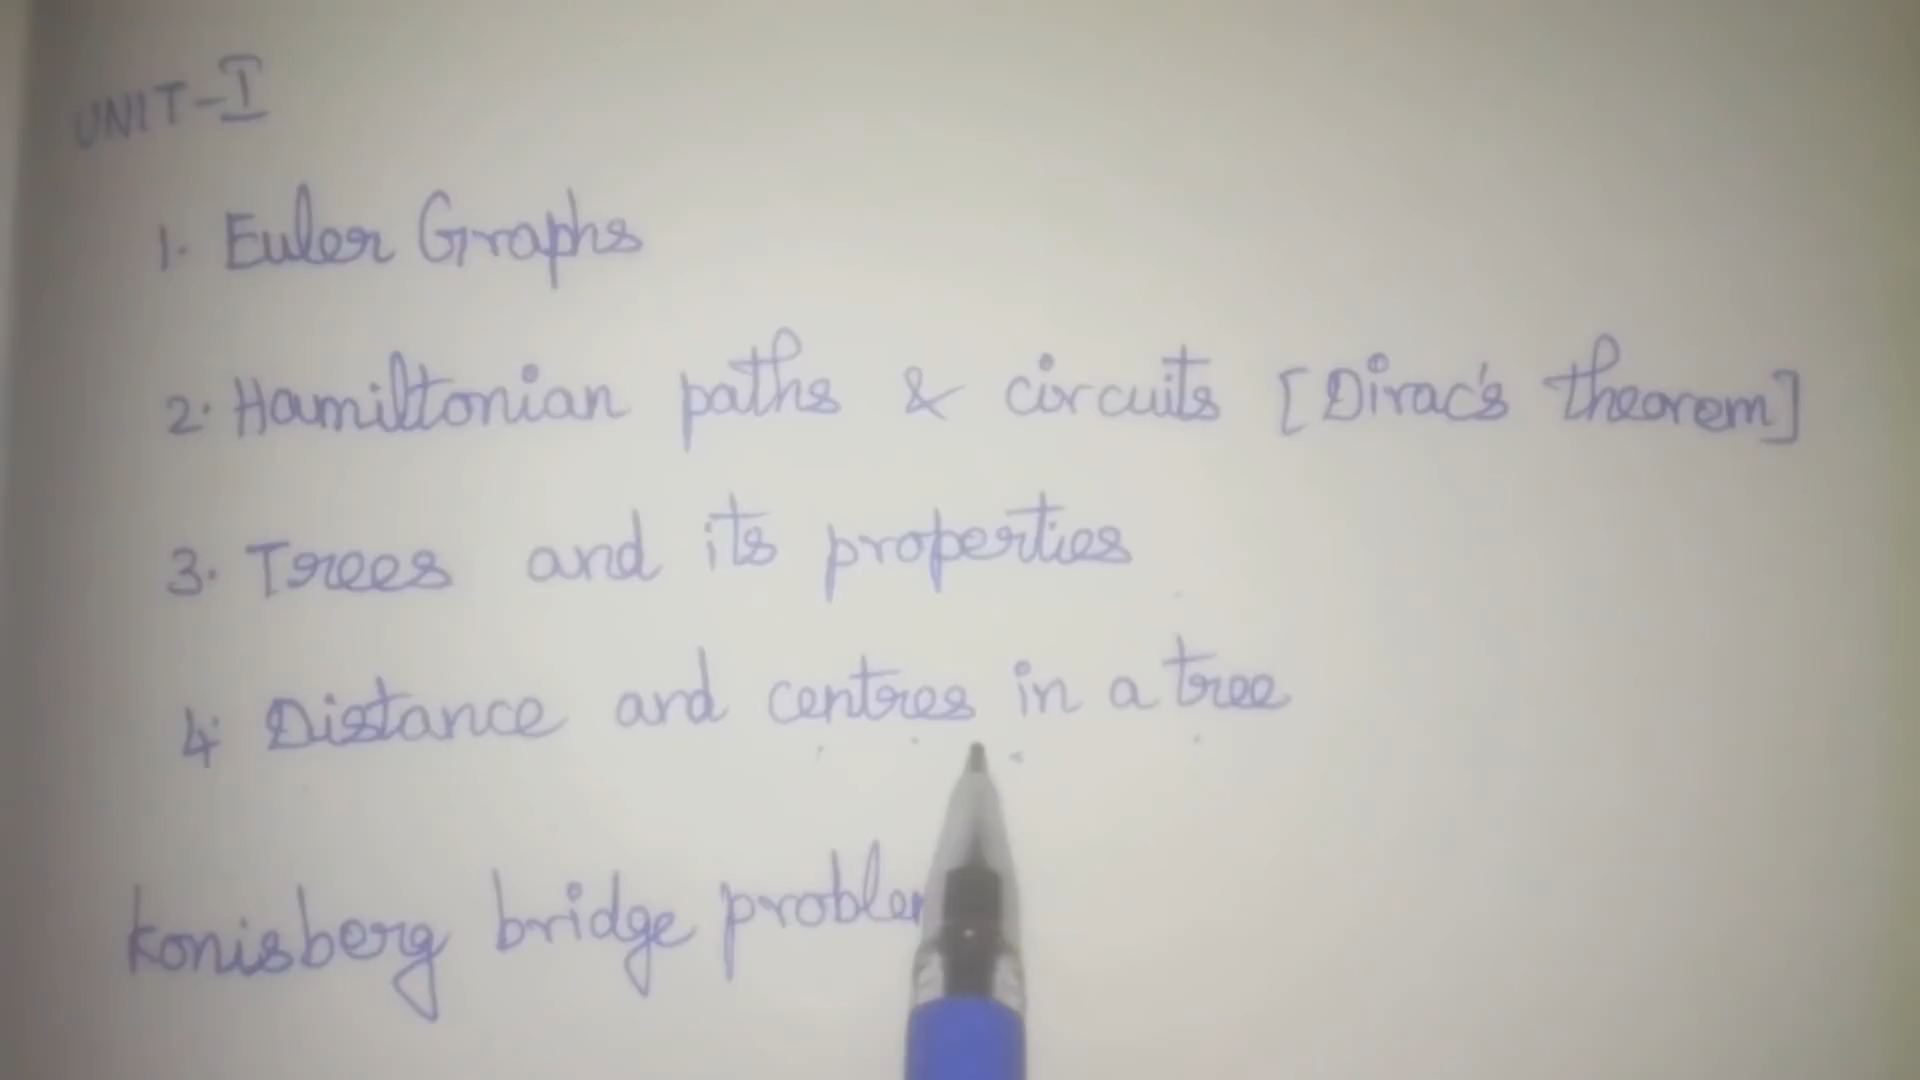 UNIT-I
1. Euler Graphs
2. Hamiltonian paths & circuits [Dirac's theorem]
3. Trees and its properties
4. Distance and centres in a tree
Konisberg bridge